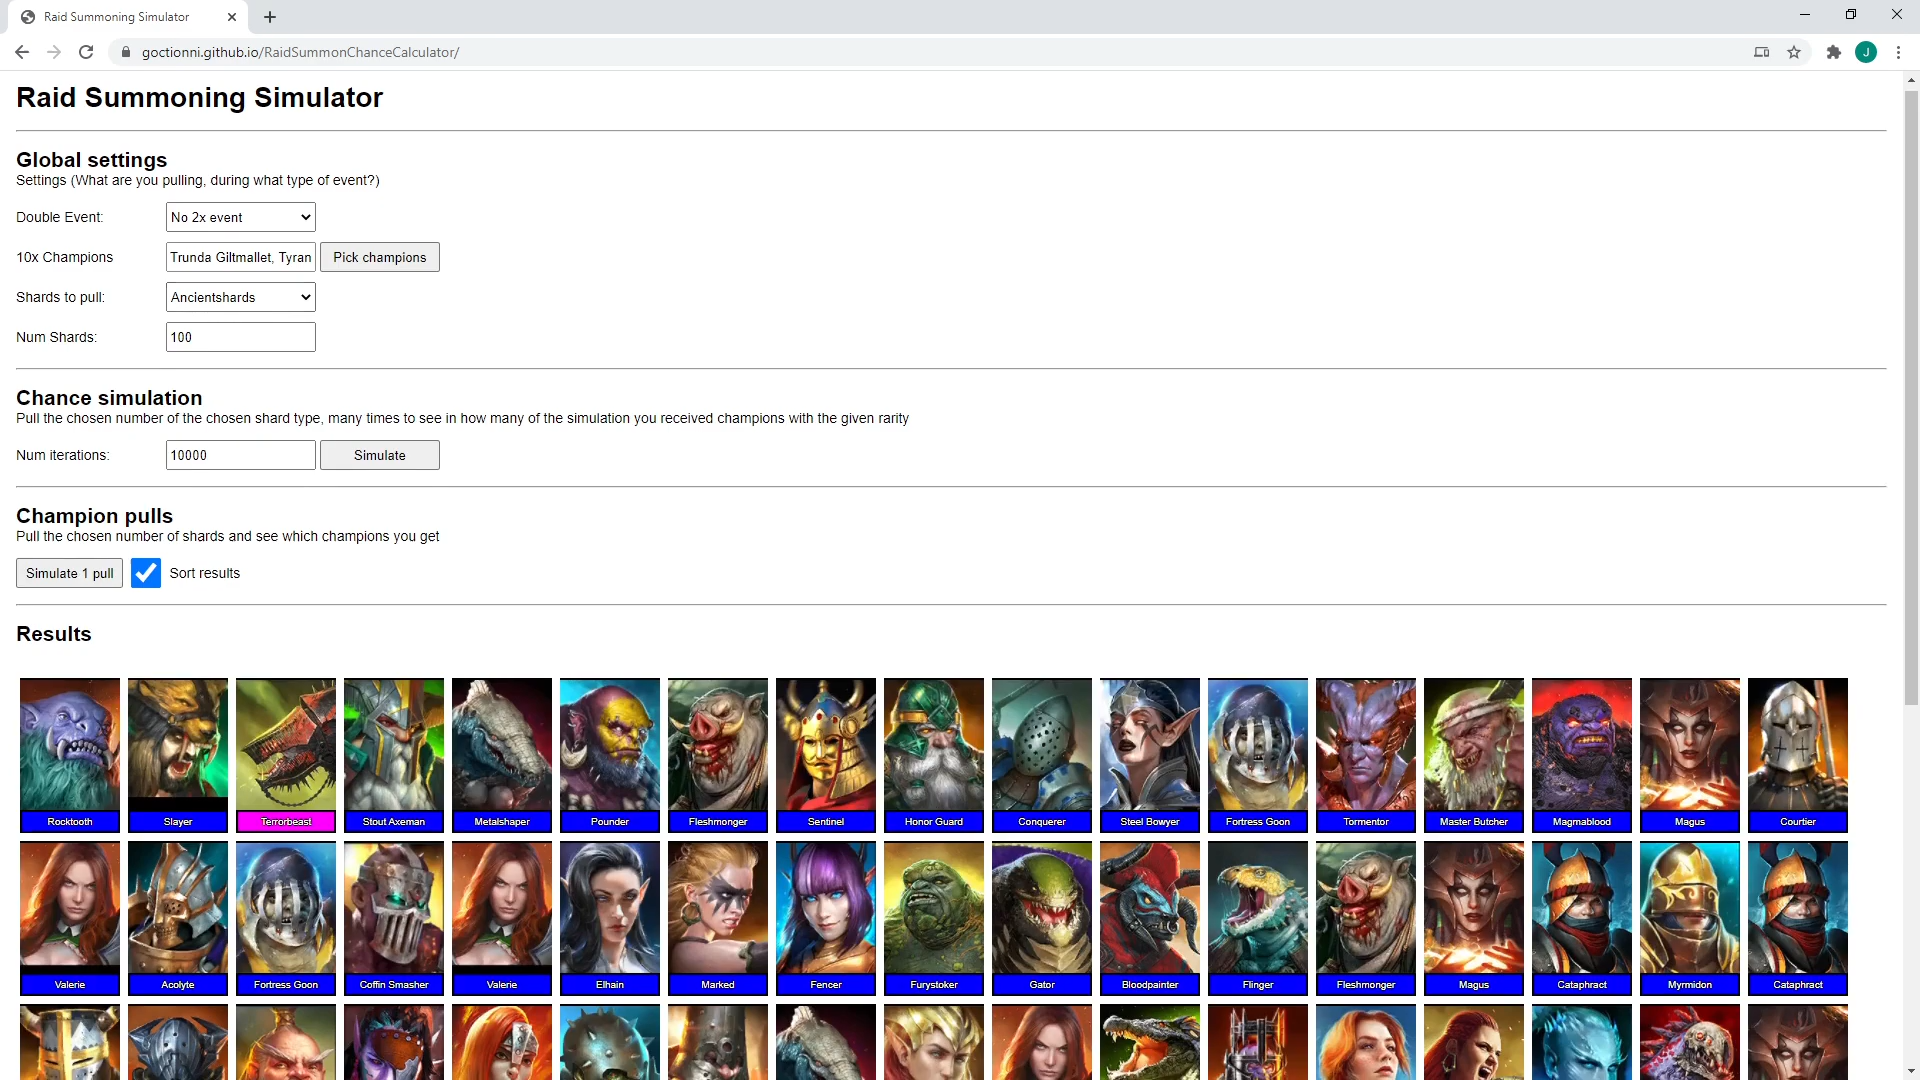 Raid Summoning Simulator
goctionni.github.io/RaidSummonChanceCalculator/
J
Raid Summoning Simulator
Global settings
Settings (What are you pulling, during what type of event?)
Double Event: No 2x event
10x Champions Trunda Giltmallet, Tyran Pick champions
Shards to pull: Ancientshards
Num Shards: 100
Chance simulation
Pull the chosen number of the chosen shard type, many times to see in how many of the simulation you received champions with the given rarity
Num iterations: 10000 Simulate
Champion pulls
Pull the chosen number of shards and see which champions you get
Simulate 1 pull Sort results
Results
Rocktooth Slayer Terrorbeast Stout Axeman Metalshaper Pounder Fleshmonger Sentinel Honor Guard Conquerer Steel Bowyer Fortress Goon Tormentor Master Butcher Magmablood Magus Courtier
Valerie Acolyte Fortress Goon Coffin Smasher Valerie Elhain Marked Fencer Furystoker Gator Bloodpainter Flinger Fleshmonger Magus Cataphract Myrmidon Cataphract